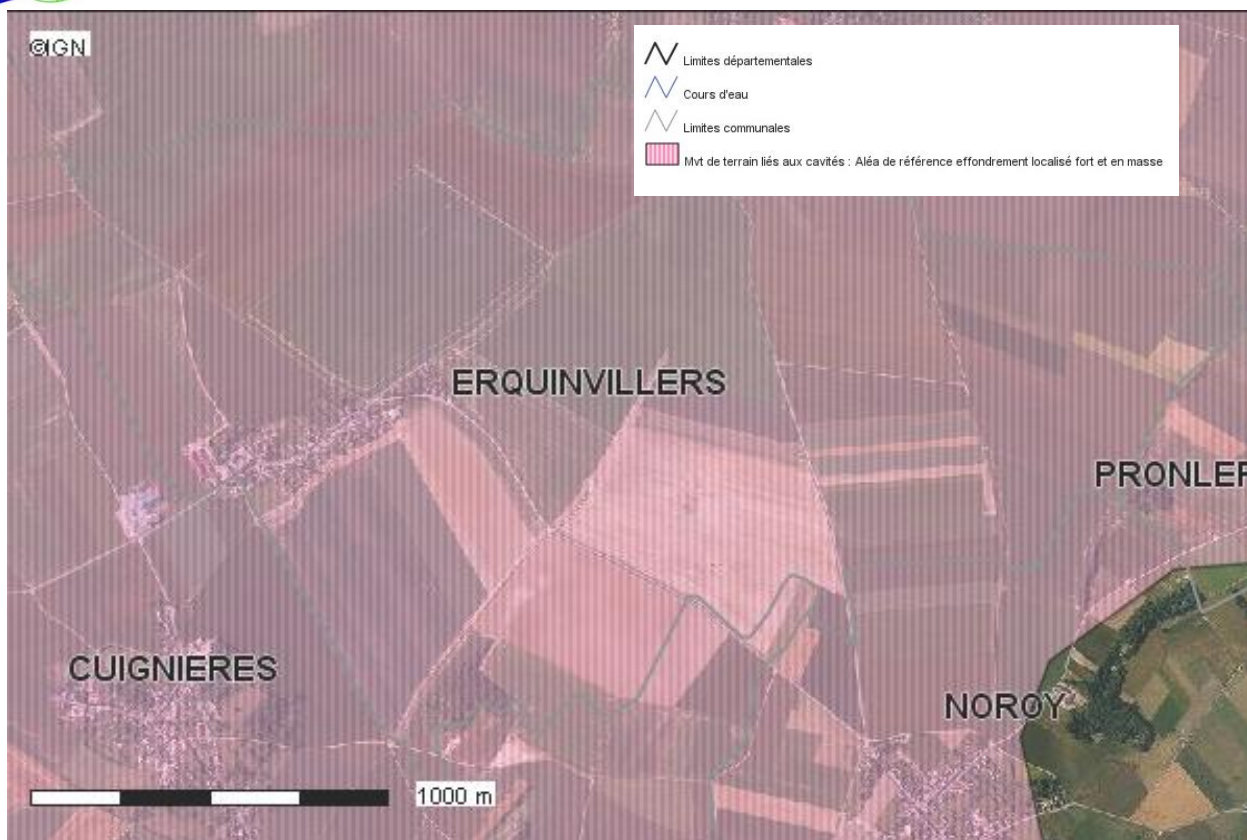 ©IGN
Limites départementales
Cours d'eau
Limites communales
Mvt de terrain liés aux cavités : Aléa de référence effondrement localisé fort et en masse
ERQUINVILLERS
PRONLER
CUIGNIERES
NOROY
1000 m